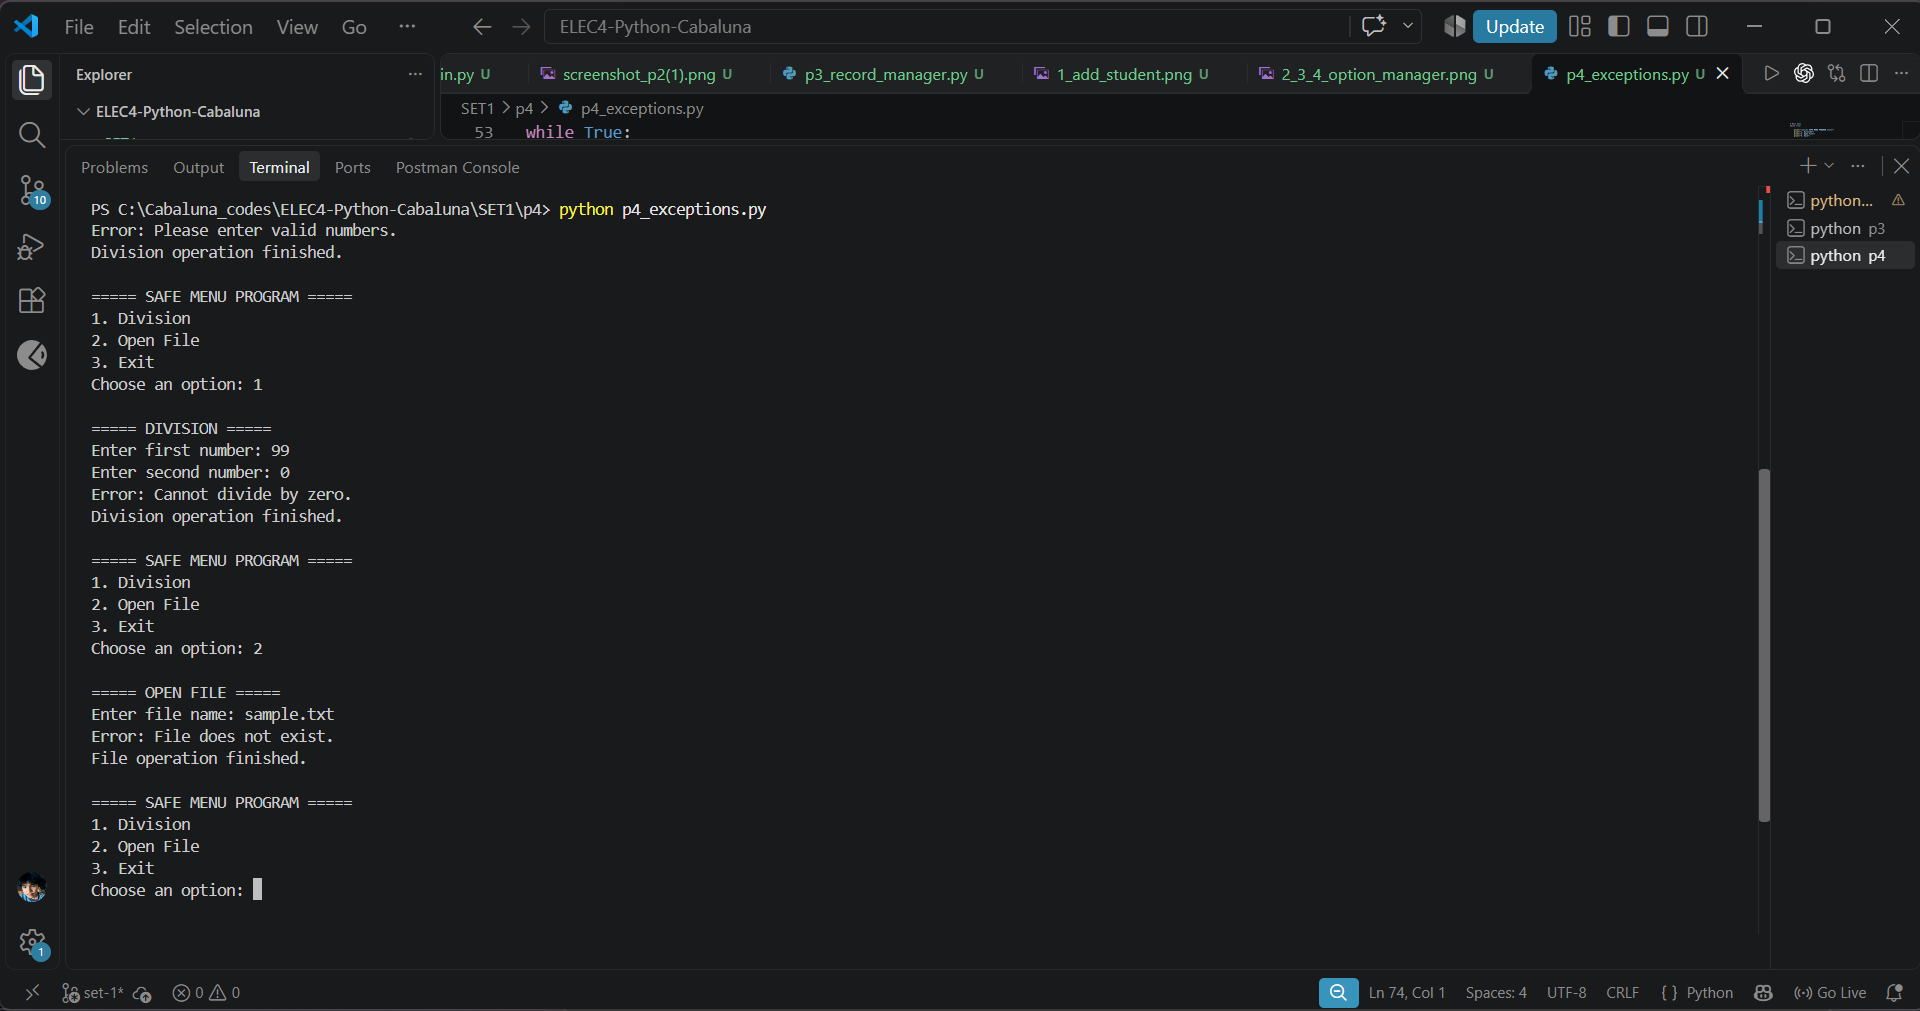 File Edit Selection View Go ··· ELEC4-Python-Cabaluna Update
Explorer ···
ELEC4-Python-Cabaluna
in.py U screenshot_p2(1).png U p3_record_manager.py U 1_add_student.png U 2_3_4_option_manager.png U p4_exceptions.py U ···
SET1 > p4 > p4_exceptions.py
53 while True:
Problems Output Terminal Ports Postman Console ···
PS C:\Cabaluna_codes\ELEC4-Python-Cabaluna\SET1\p4> python p4_exceptions.py
Error: Please enter valid numbers.
Division operation finished.
===== SAFE MENU PROGRAM =====
1. Division
2. Open File
3. Exit
Choose an option: 1
===== DIVISION =====
Enter first number: 99
Enter second number: 0
Error: Cannot divide by zero.
Division operation finished.
===== SAFE MENU PROGRAM =====
1. Division
2. Open File
3. Exit
Choose an option: 2
===== OPEN FILE =====
Enter file name: sample.txt
Error: File does not exist.
File operation finished.
===== SAFE MENU PROGRAM =====
1. Division
2. Open File
3. Exit
Choose an option:
python...
python p3
python p4
10
1
set-1* 0 0 Ln 74, Col 1 Spaces: 4 UTF-8 CRLF { } Python Go Live